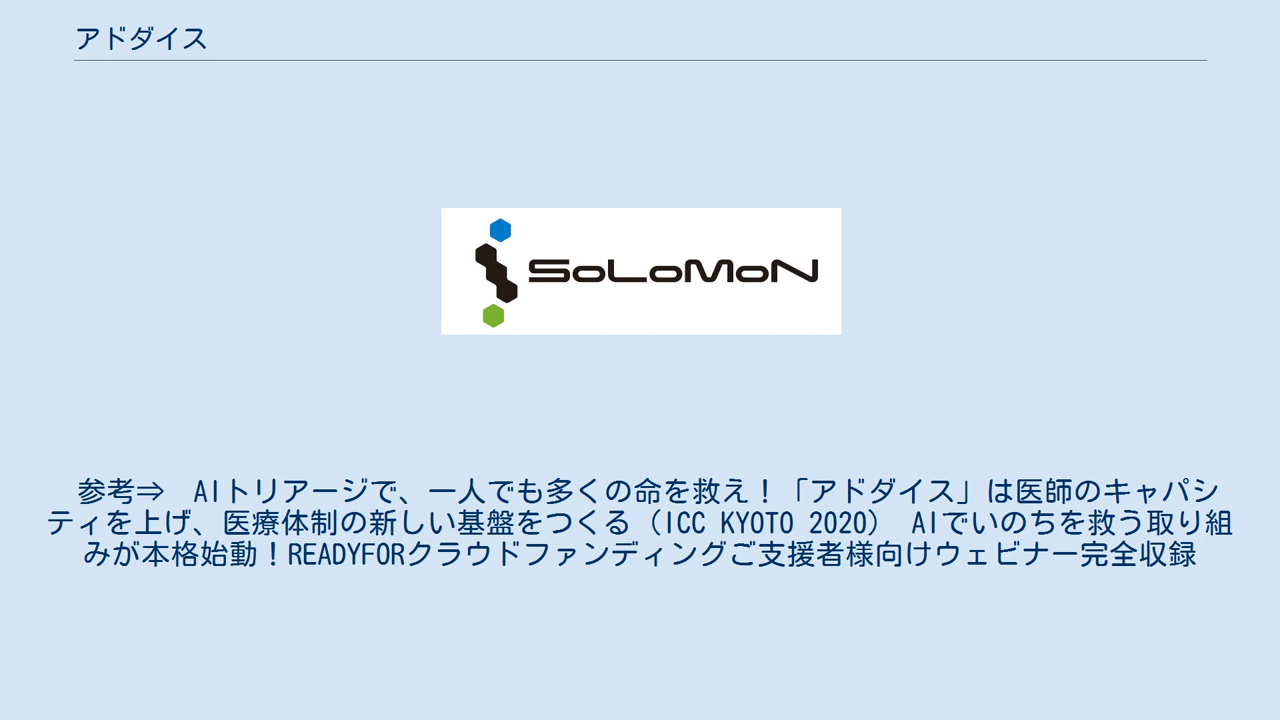 アドダイス
SoLoMoN
参考⇒　AIトリアージで、一人でも多くの命を救え！「アドダイス」は医師のキャパシ
ティを上げ、医療体制の新しい基盤をつくる（ICC KYOTO 2020）　AIでいのちを救う取り組
みが本格始動！READYFORクラウドファンディングご支援者様向けウェビナー完全収録